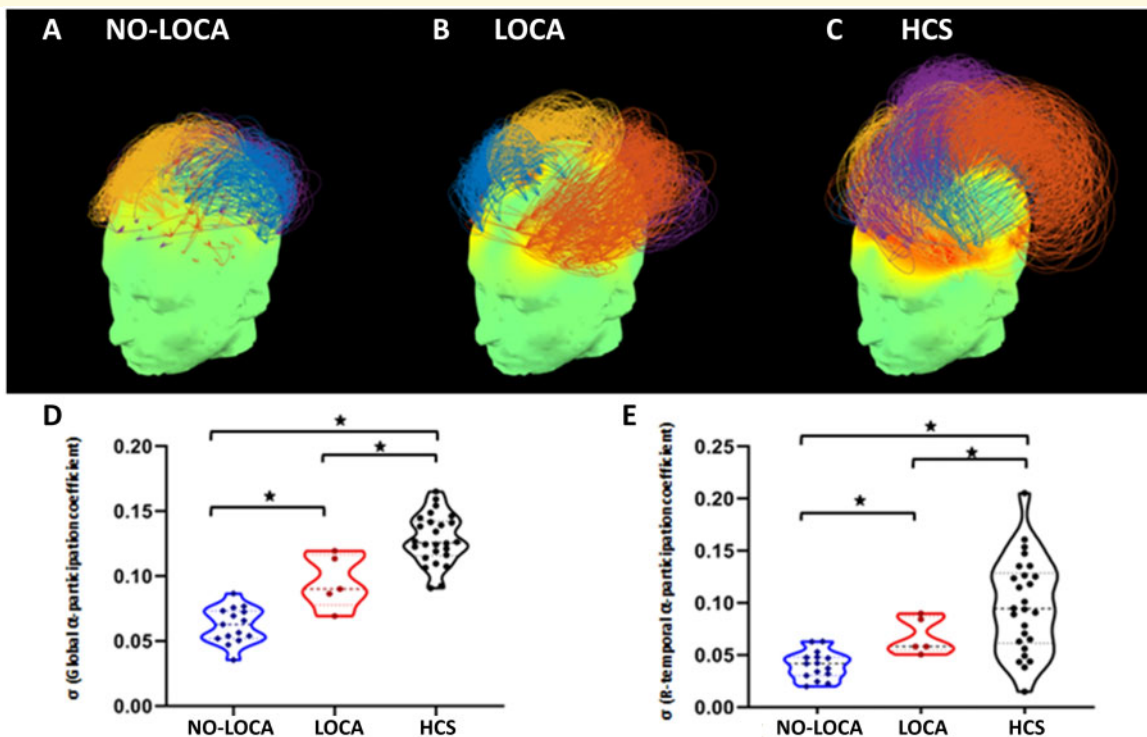 A NO-LOCA
B LOCA
C HCS
D
σ (Global α-participation coefficient)
0.20
0.15
0.10
0.05
0.00
★
★
★
NO-LOCA
LOCA
HCS
E
σ (R-temporal α-participation coefficient)
0.25
0.20
0.15
0.10
0.05
0.00
★
★
★
NO-LOCA
LOCA
HCS